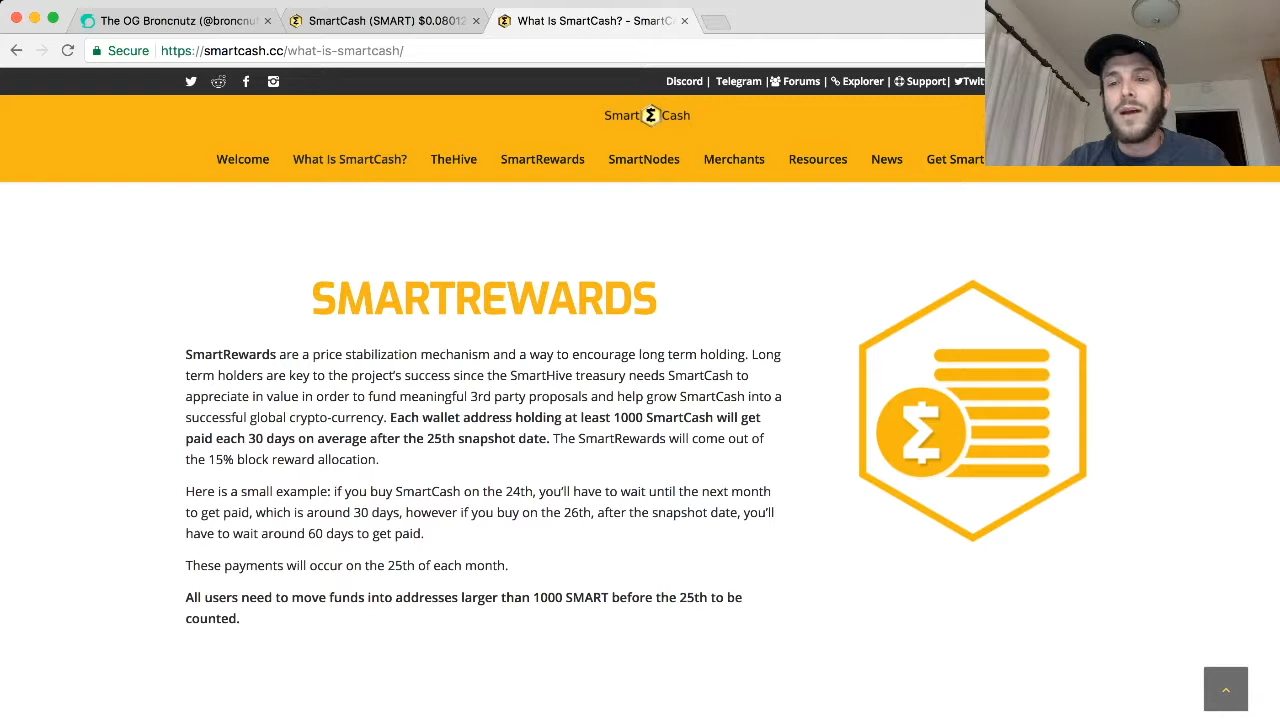 The OG Broncnutz (@broncnu
SmartCash (SMART) $0.08012
What Is SmartCash? - SmartC
Secure https://smartcash.cc/what-is-smartcash/
Discord | Telegram | Forums | Explorer | Support | Twit
Smart Cash
Welcome What Is SmartCash? TheHive SmartRewards SmartNodes Merchants Resources News Get Smart
SMARTREWARDS
SmartRewards are a price stabilization mechanism and a way to encourage long term holding. Long
term holders are key to the project's success since the SmartHive treasury needs SmartCash to
appreciate in value in order to fund meaningful 3rd party proposals and help grow SmartCash into a
successful global crypto-currency. Each wallet address holding at least 1000 SmartCash will get
paid each 30 days on average after the 25th snapshot date. The SmartRewards will come out of
the 15% block reward allocation.
Here is a small example: if you buy SmartCash on the 24th, you'll have to wait until the next month
to get paid, which is around 30 days, however if you buy on the 26th, after the snapshot date, you'll
have to wait around 60 days to get paid.
These payments will occur on the 25th of each month.
All users need to move funds into addresses larger than 1000 SMART before the 25th to be
counted.